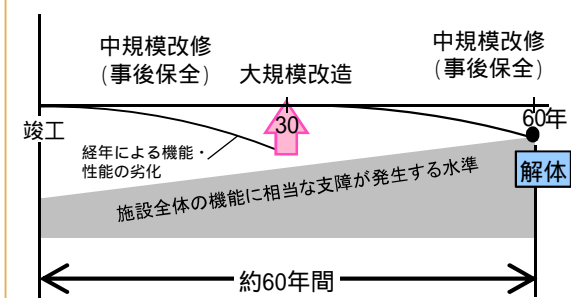 中規模改修
(事後保全)
大規模改造
中規模改修
(事後保全)
竣工
30
60年
経年による機能・
性能の劣化
解体
施設全体の機能に相当な支障が発生する水準
約60年間